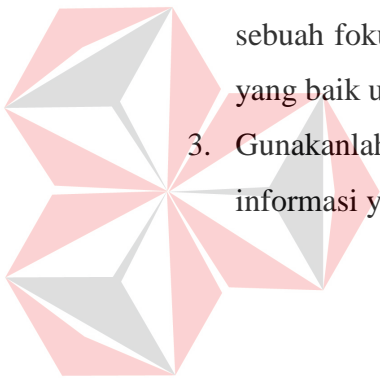 sebuah foku
yang baik u
3. Gunakanlah
informasi y